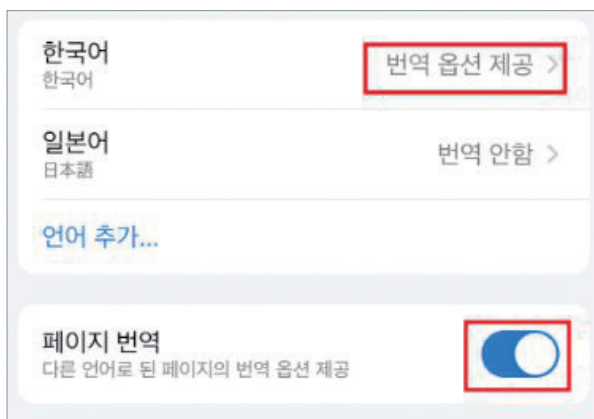 한국어
번역 옵션 제공 >
한국어
일본어
번역 안함 >
日本語
언어 추가...
페이지 번역
다른 언어로 된 페이지의 번역 옵션 제공